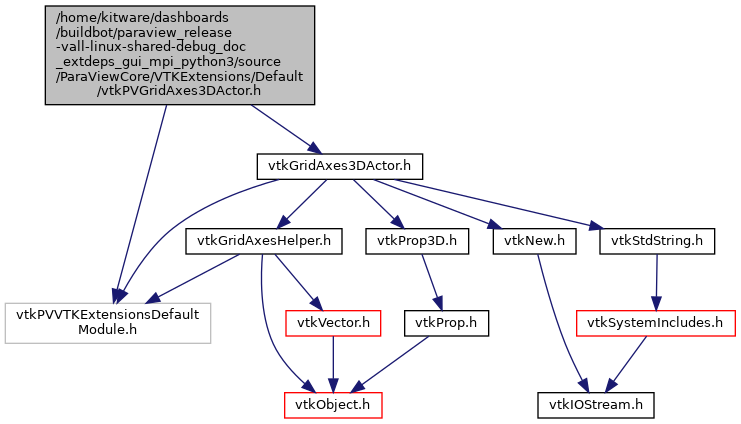 /home/kitware/dashboards
/buildbot/paraview_release
-vall-linux-shared-debug_doc
_extdeps_gui_mpi_python3/source
/ParaViewCore/VTKExtensions/Default
/vtkPVGridAxes3DActor.h
vtkGridAxes3DActor.h
vtkGridAxesHelper.h
vtkProp3D.h
vtkNew.h
vtkStdString.h
vtkPVVTKExtensionsDefault
Module.h
vtkVector.h
vtkProp.h
vtkSystemIncludes.h
vtkObject.h
vtkIOStream.h